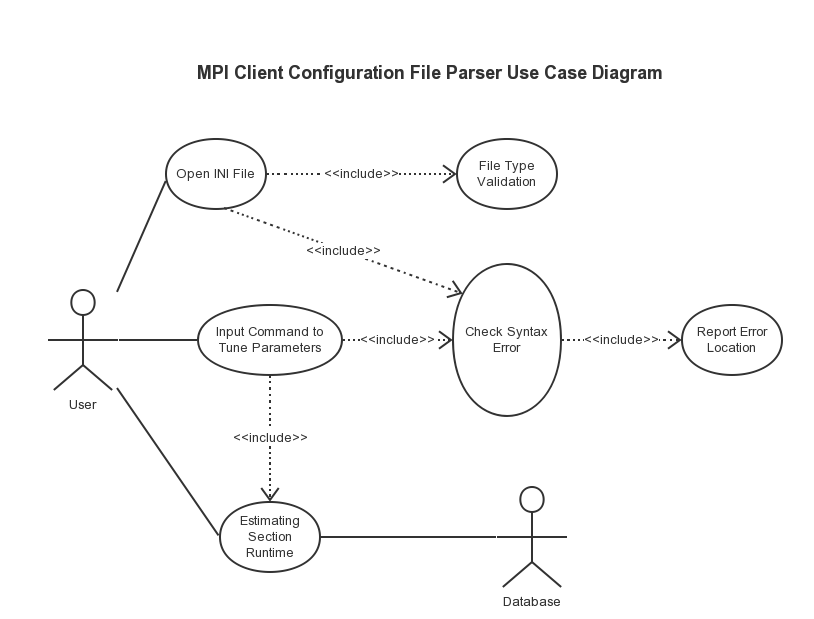 MPI Client Configuration File Parser Use Case Diagram
Open INI File
<<include>>
File Type
Validation
<<include>>
Input Command to
Tune Parameters
<<include>>
Check Syntax
Error
<<include>>
Report Error
Location
User
<<include>>
Estimating
Section
Runtime
Database